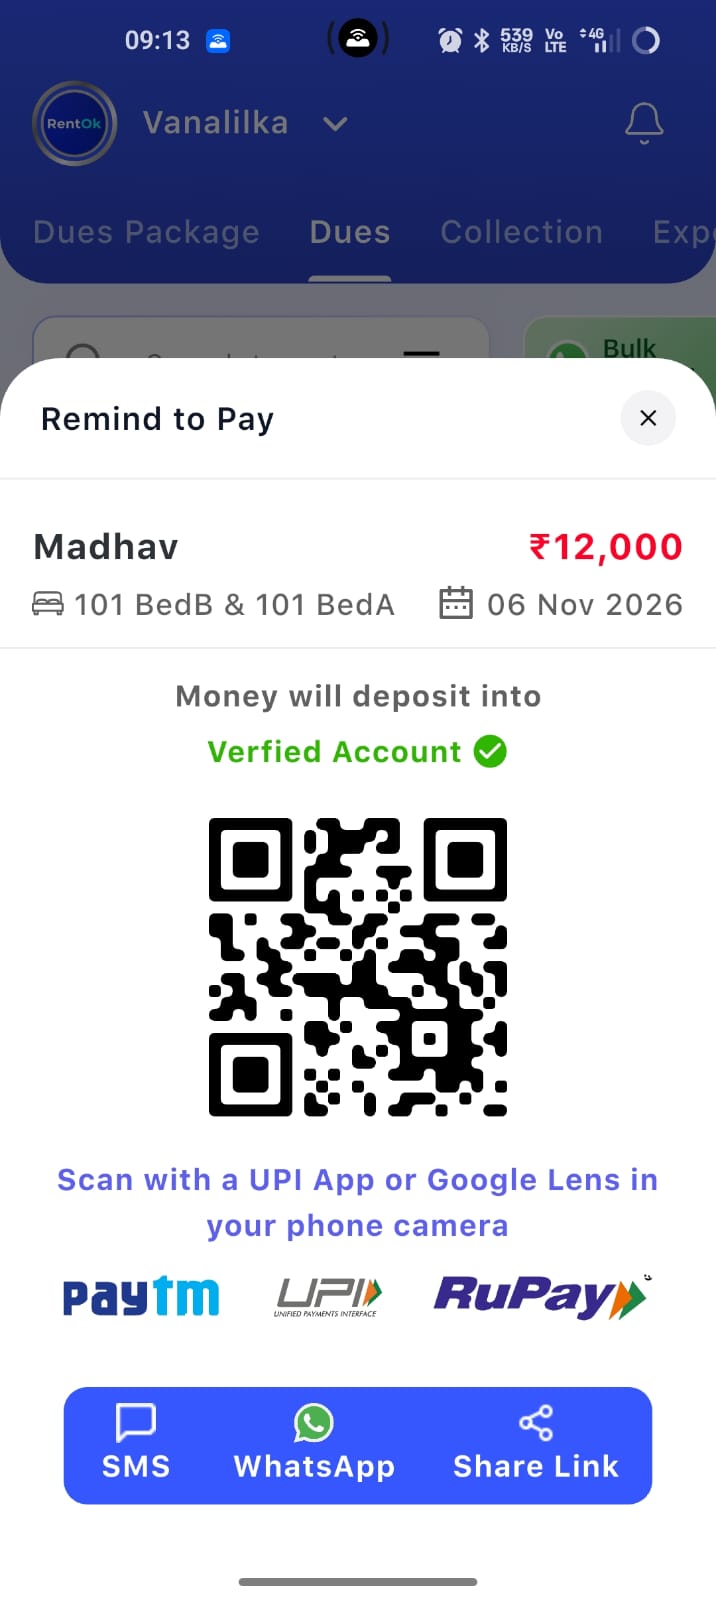 09:13
539 KB/S
Vo LTE
4G
RentOk
Vanalilka
Dues Package Dues Collection Exp
Bulk
Remind to Pay
Madhav ₹12,000
101 BedB & 101 BedA 06 Nov 2026
Money will deposit into
Verfied Account
Scan with a UPI App or Google Lens in
your phone camera
paytm UPI RuPay
UNIFIED PAYMENTS INTERFACE
SMS WhatsApp Share Link